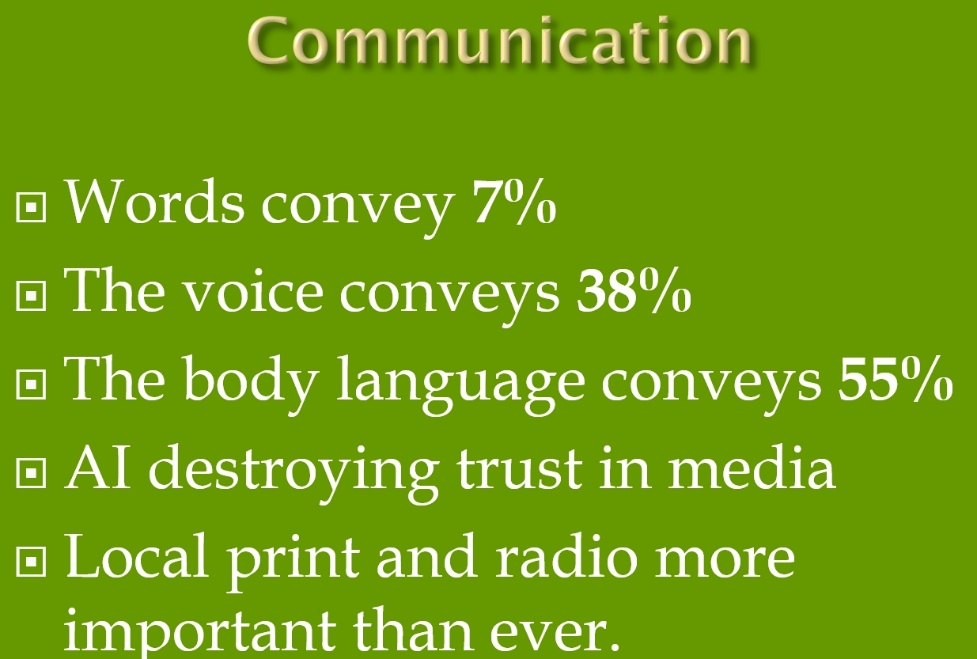 Communication
Words convey 7%
The voice conveys 38%
The body language conveys 55%
AI destroying trust in media
Local print and radio more
important than ever.